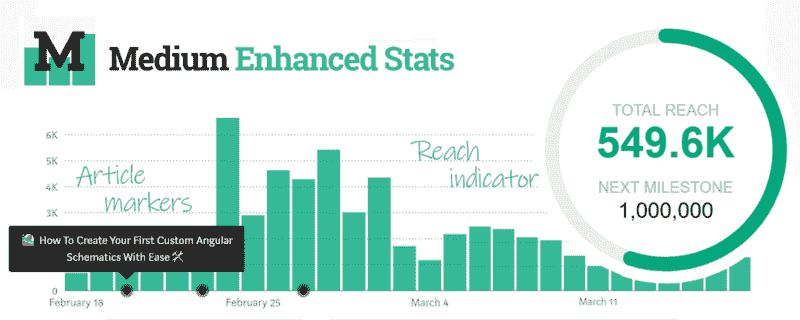 M Medium Enhanced Stats
TOTAL REACH
549.6K
NEXT MILESTONE
1,000,000
6K
5K
4K
3K
0
Article
markers
Reach
indicator
How To Create Your First Custom Angular
Schematics With Ease
February 18
February 25
March 4
March 11